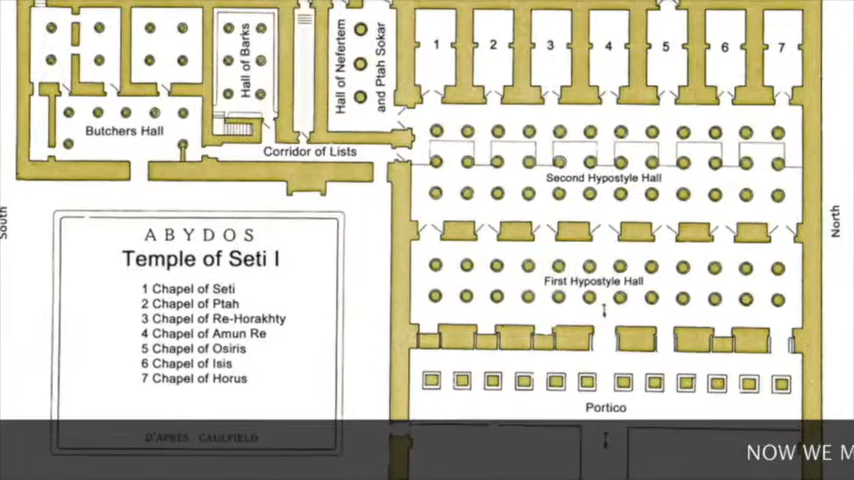 1
2
3
4
5
6
7
Hall of Barks
Hall of Nefertem
and Ptah Sokar
Butchers Hall
Corridor of Lists
Second Hypostyle Hall
South
North
ABYDOS
Temple of Seti I
1 Chapel of Seti
2 Chapel of Ptah
3 Chapel of Re-Horakhty
4 Chapel of Amun Re
5 Chapel of Osiris
6 Chapel of Isis
7 Chapel of Horus
First Hypostyle Hall
Portico
D'APRES CAULFIELD
NOW WE M